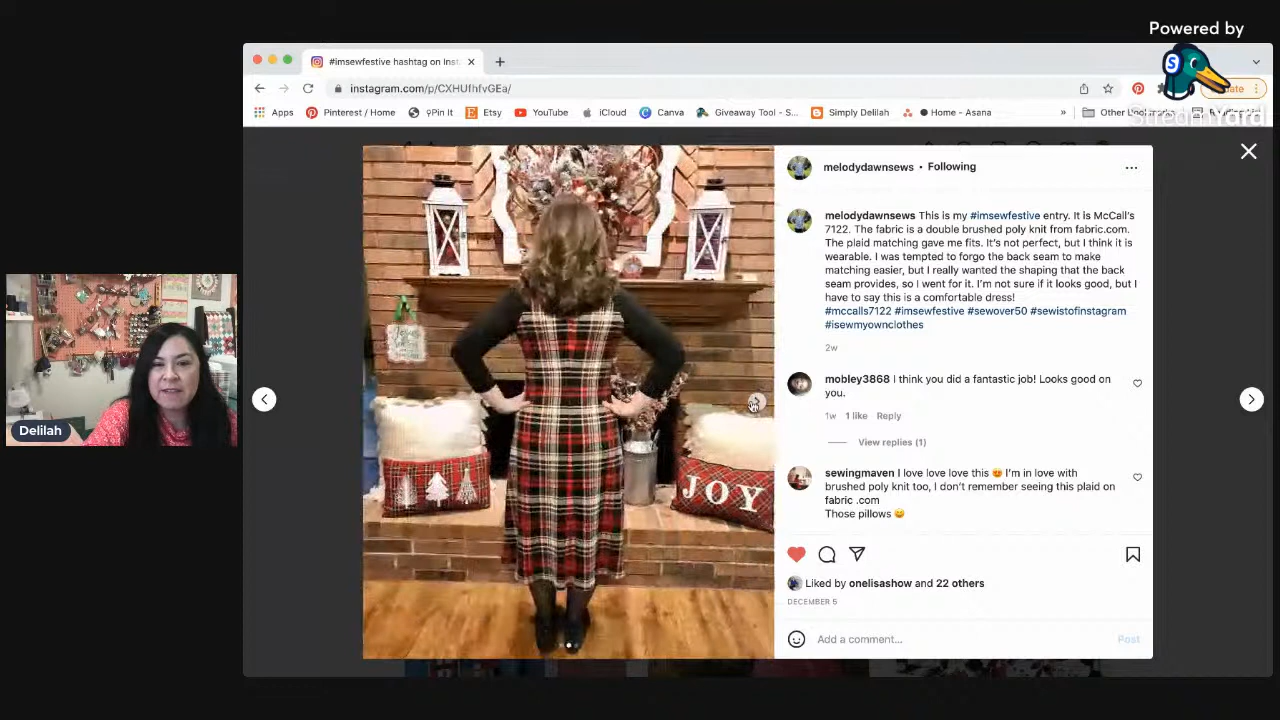 Powered by
StreamYard
#imsewfestive hashtag on Inst
instagram.com/p/CXHUfhfvGEa/
Apps
Pinterest / Home
Pin It
Etsy
YouTube
iCloud
Canva
Giveaway Tool - S...
Simply Delilah
Home - Asana
»
melodydawnsews • Following
melodydawnsews This is my #imsewfestive entry. It is McCall's
7122. The fabric is a double brushed poly knit from fabric.com.
The plaid matching gave me fits. It's not perfect, but I think it is
wearable. I was tempted to forgo the back seam to make
matching easier, but I really wanted the shaping that the back
seam provides, so I went for it. I'm not sure if it looks good, but I
have to say this is a comfortable dress!
#mccalls7122 #imsewfestive #sewover50 #sewistofinstagram
#isewmyownclothes
2w
mobley3868 I think you did a fantastic job! Looks good on
you.
1w 1 like Reply
View replies (1)
sewingmaven I love love love this 😍 I'm in love with
brushed poly knit too, I don't remember seeing this plaid on
fabric .com
Those pillows 😄
Liked by onelisashow and 22 others
DECEMBER 5
Add a comment...
Post
JOY
Delilah